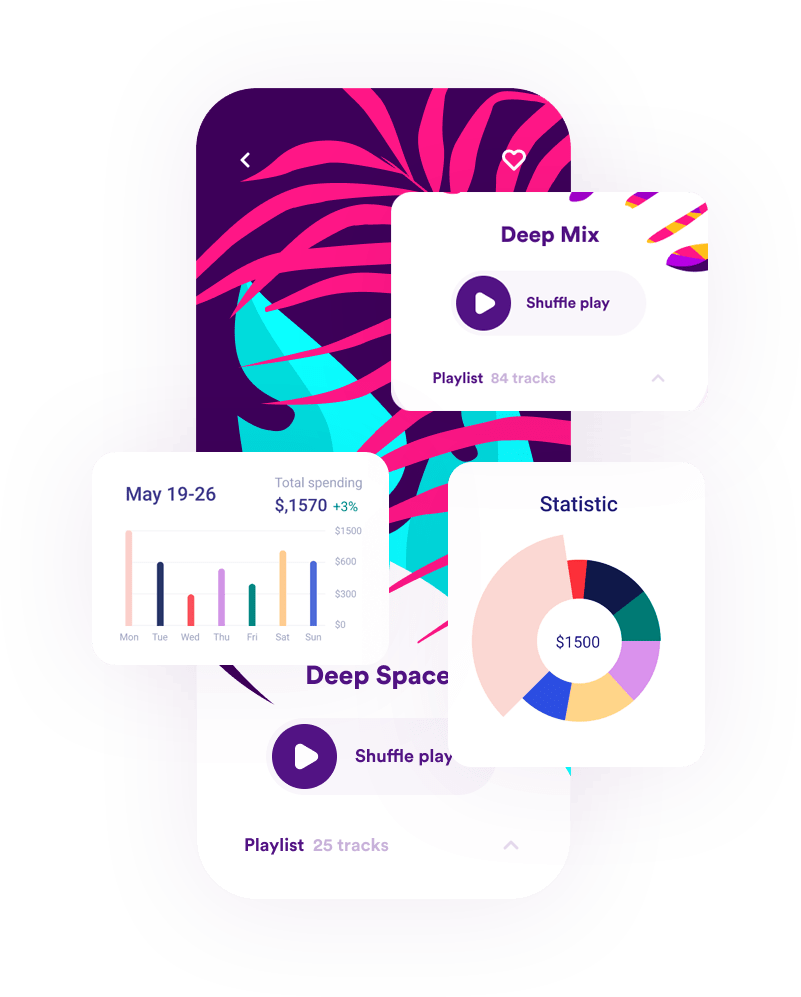 Deep Mix
Shuffle play
Playlist 84 tracks
May 19-26
Total spending
$,1570 +3%
$1500
$600
$300
$0
Mon Tue Wed Thu Fri Sat Sun
Statistic
$1500
Deep Space
Shuffle play
Playlist 25 tracks